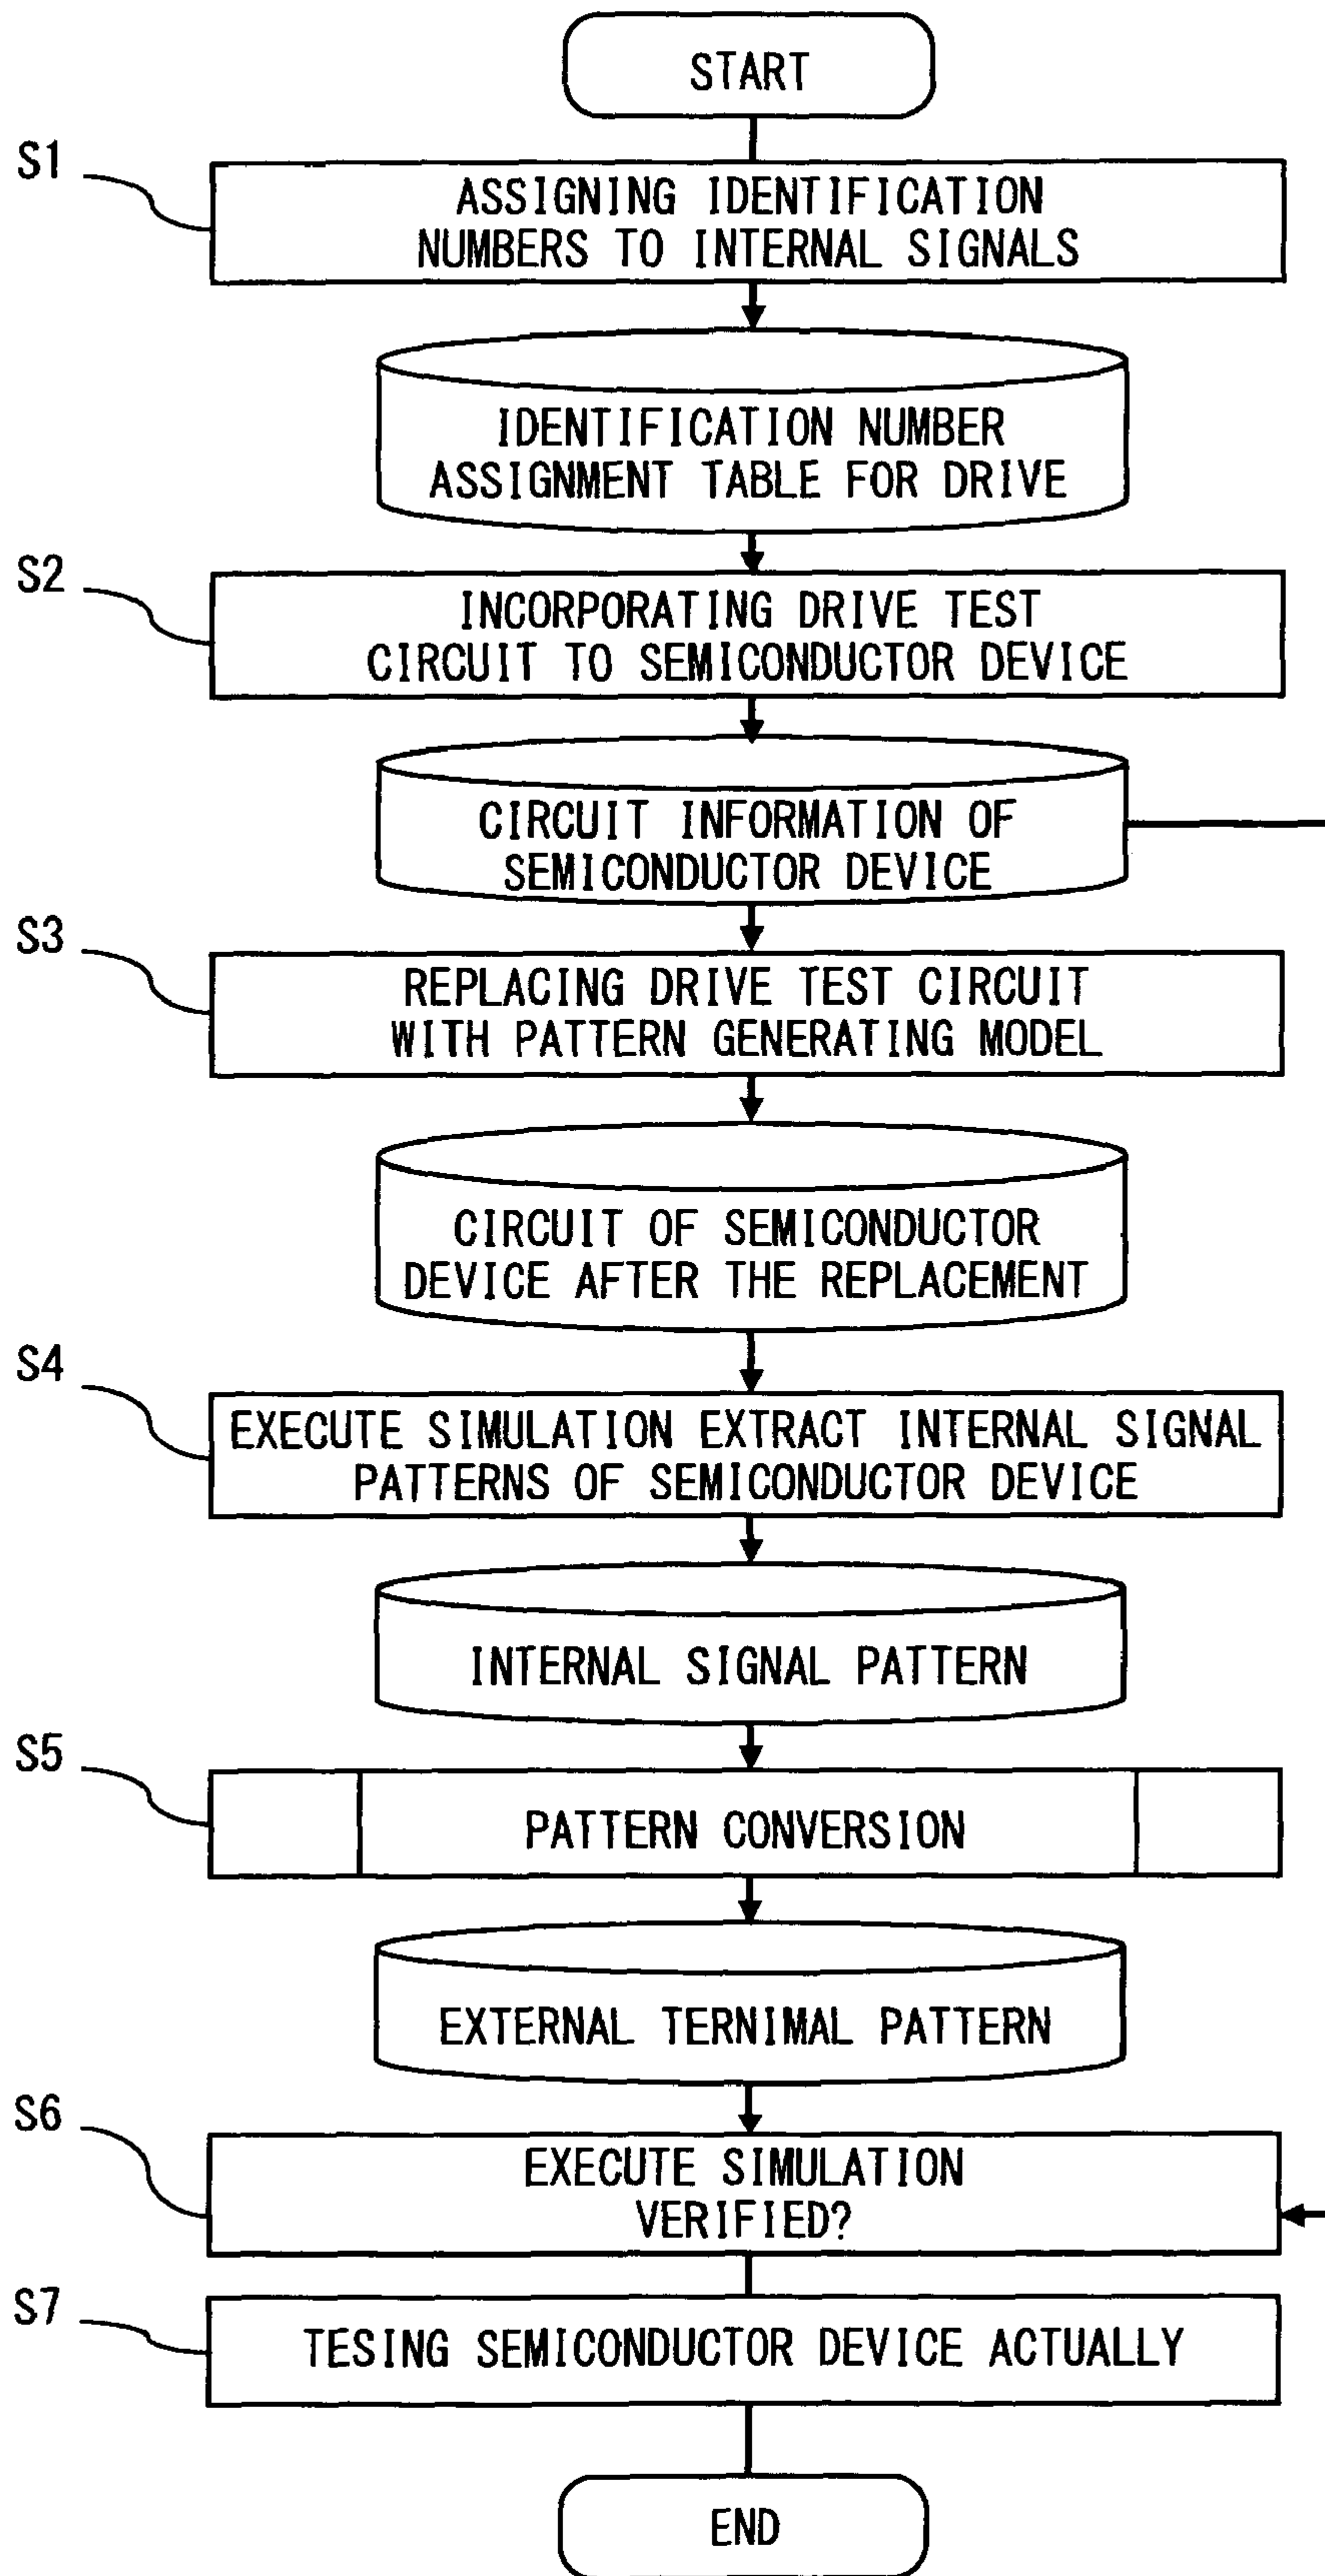 START
S1
ASSIGNING IDENTIFICATION
NUMBERS TO INTERNAL SIGNALS
IDENTIFICATION NUMBER
ASSIGNMENT TABLE FOR DRIVE
S2
INCORPORATING DRIVE TEST
CIRCUIT TO SEMICONDUCTOR DEVICE
CIRCUIT INFORMATION OF
SEMICONDUCTOR DEVICE
S3
REPLACING DRIVE TEST CIRCUIT
WITH PATTERN GENERATING MODEL
CIRCUIT OF SEMICONDUCTOR
DEVICE AFTER THE REPLACEMENT
S4
EXECUTE SIMULATION EXTRACT INTERNAL SIGNAL
PATTERNS OF SEMICONDUCTOR DEVICE
INTERNAL SIGNAL PATTERN
S5
PATTERN CONVERSION
EXTERNAL TERNIMAL PATTERN
S6
EXECUTE SIMULATION
VERIFIED?
S7
TESING SEMICONDUCTOR DEVICE ACTUALLY
END